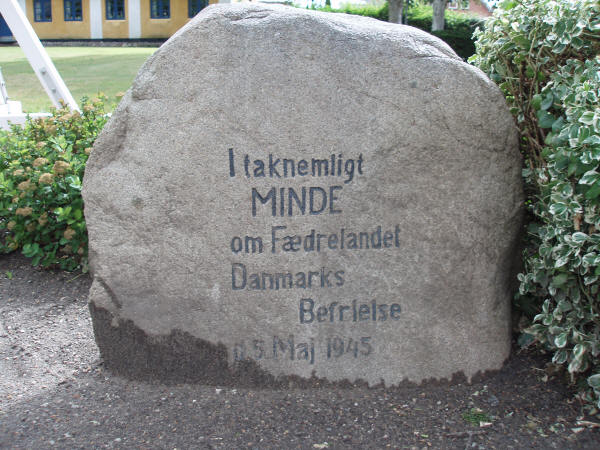 I taknemligt
MINDE
om Fædrelandet
Danmarks
Befrielse
d. 5. Maj 1945